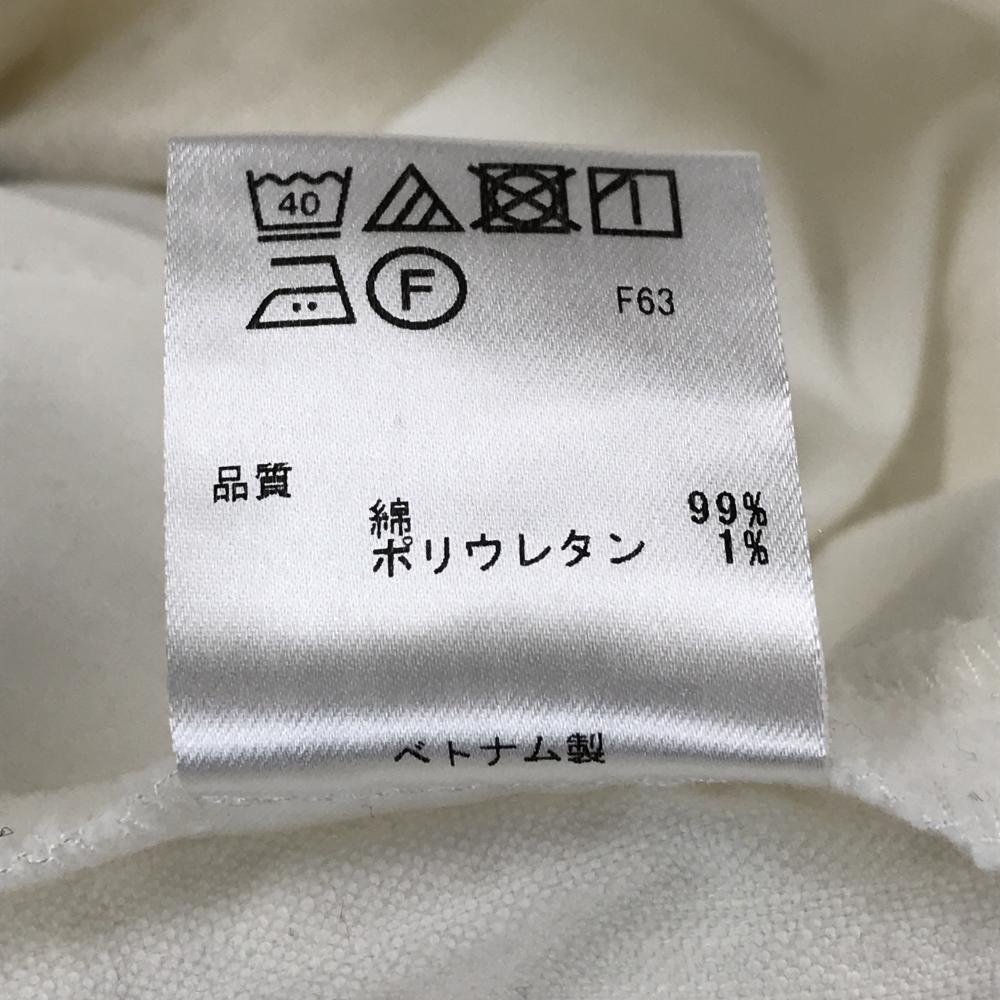 40
F F63
品質
綿 99%
ポリウレタン 1%
ベトナム製